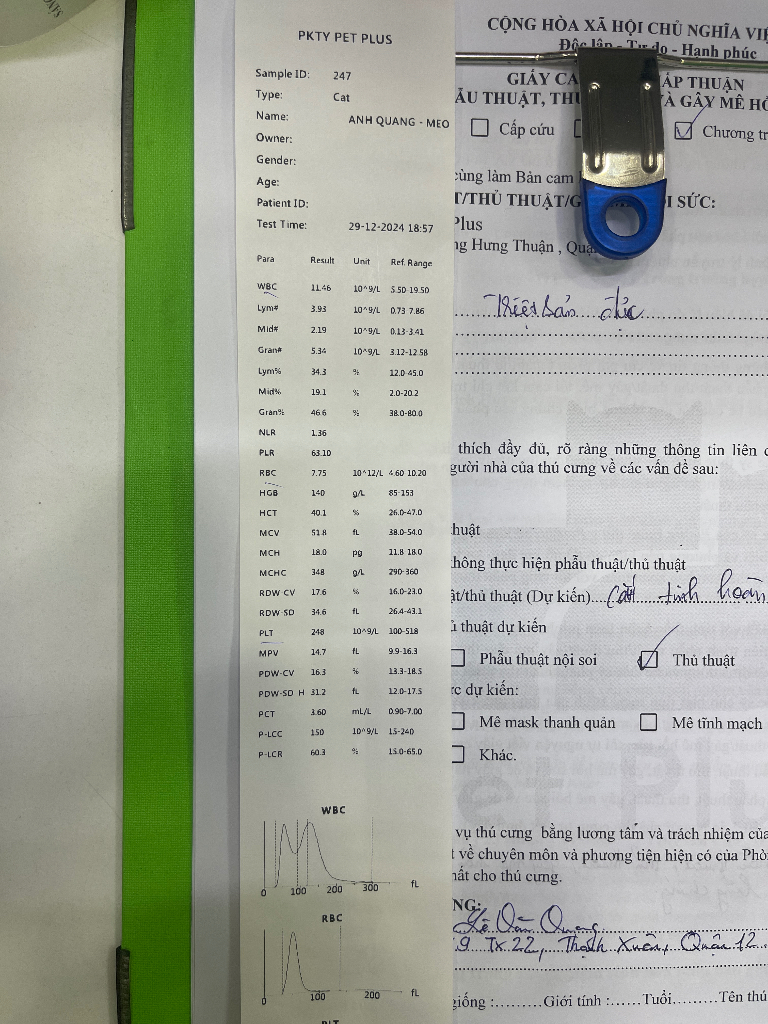 PKTY PET PLUS
Sample ID: 247
Type: Cat
Name: ANH QUANG - MEO
Owner:
Gender:
Age:
Patient ID:
Test Time: 29-12-2024 18:57
Para Result Unit Ref. Range
WBC 11.46 10^9/L 5.50-19.50
Lym# 3.93 10^9/L 0.73-7.86
Mid# 2.19 10^9/L 0.13-3.41
Gran# 5.34 10^9/L 3.12-12.58
Lym% 34.3 % 12.0-45.0
Mid% 19.1 % 2.0-20.2
Gran% 46.6 % 38.0-80.0
NLR 1.36
PLR 63.10
RBC 7.75 10^12/L 4.60-10.20
HGB 140 g/L 85-153
HCT 40.1 % 26.0-47.0
MCV 51.8 fL 38.0-54.0
MCH 18.0 pg 11.8-18.0
MCHC 348 g/L 290-360
RDW-CV 17.6 % 16.0-23.0
RDW-SD 34.6 fL 26.4-43.1
PLT 248 10^9/L 100-518
MPV 14.7 fL 9.9-16.3
PDW-CV 16.3 % 13.3-18.5
PDW-SD H 31.2 fL 12.0-17.5
PCT 3.60 mL/L 0.90-7.00
P-LCC 150 10^9/L 15-240
P-LCR 60.3 % 15.0-65.0
WBC
0 100 200 300 fL
RBC
0 100 200 fL
PLT
CỘNG HÒA XÃ HỘI CHỦ NGHĨA VIỆ
Độc lập - Tự do - Hạnh phúc
GIẤY CA ẤP THUẬN
ẪU THUẬT, THỦ VÀ GÂY MÊ HỒ
Cấp cứu Chương tr
cùng làm Bản cam
T/THỦ THUẬT/G ỒI SỨC:
Plus
ng Hưng Thuận , Quậ
Triệt sản đực
thích đầy đủ, rõ ràng những thông tin liên q
gười nhà của thú cưng về các vấn đề sau:
huật
hông thực hiện phẫu thuật/thủ thuật
ật/thủ thuật (Dự kiến)... Cắt tinh hoàn
ủ thuật dự kiến
Phẫu thuật nội soi Thủ thuật
ức dự kiến:
Mê mask thanh quản Mê tĩnh mạch
Khác.
vụ thú cưng bằng lương tâm và trách nhiệm của
t về chuyên môn và phương tiện hiện có của Phò
hất cho thú cưng.
NG:
Lê Văn Quang
9 TX.22, Thạnh Xuân, Quận 12
giống :.........Giới tính :......Tuổi.........Tên thú